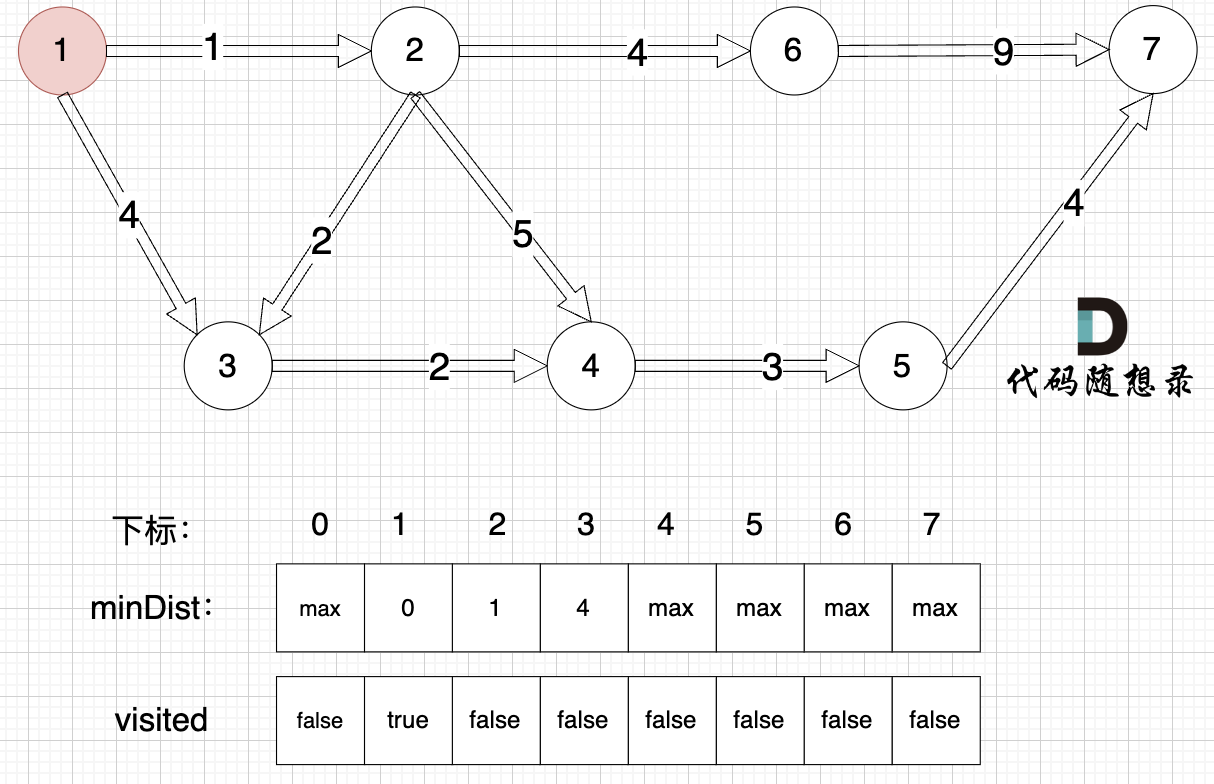 1 1 2 4 6 9 7
4 2 5 4
3 2 4 3 5
代码随想录
下标： 0 1 2 3 4 5 6 7
minDist： max 0 1 4 max max max max
visited false true false false false false false false